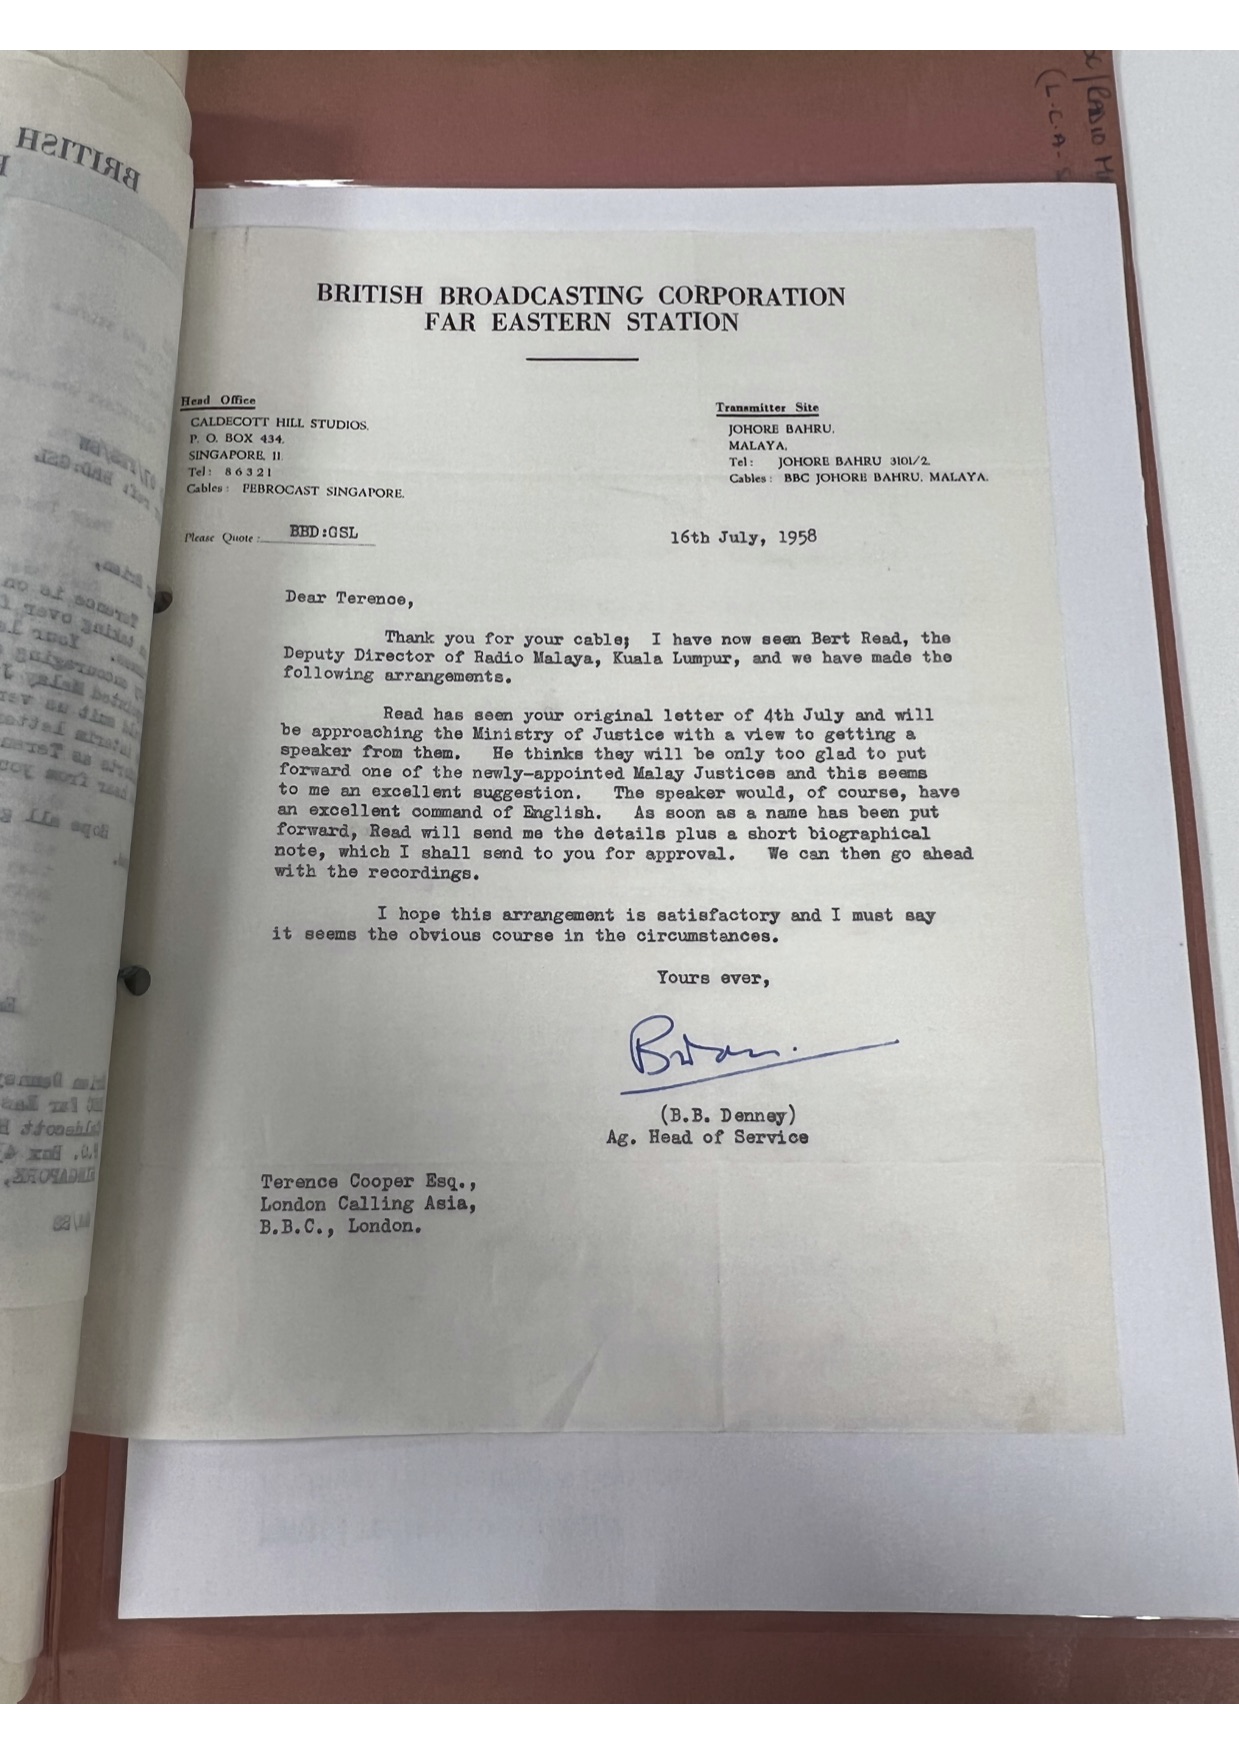 BRITISH BROADCASTING CORPORATION
FAR EASTERN STATION
Head Office
CALDECOTT HILL STUDIOS,
P. O. BOX 434,
SINGAPORE, 11
Tel : 8 6 3 2 1
Cables : FEBROCAST SINGAPORE.
Transmitter Site
JOHORE BAHRU,
MALAYA,
Tel : JOHORE BAHRU 3101/2
Cables : BBC JOHORE BAHRU, MALAYA.
Please Quote : BBD:GSL
16th July, 1958
Dear Terence,
Thank you for your cable; I have now seen Bert Read, the
Deputy Director of Radio Malaya, Kuala Lumpur, and we have made the
following arrangements.
Read has seen your original letter of 4th July and will
be approaching the Ministry of Justice with a view to getting a
speaker from them. He thinks they will be only too glad to put
forward one of the newly-appointed Malay Justices and this seems
to me an excellent suggestion. The speaker would, of course, have
an excellent command of English. As soon as a name has been put
forward, Read will send me the details plus a short biographical
note, which I shall send to you for approval. We can then go ahead
with the recordings.
I hope this arrangement is satisfactory and I must say
it seems the obvious course in the circumstances.
Yours ever,
Brian.
(B.B. Denney)
Ag. Head of Service
Terence Cooper Esq.,
London Calling Asia,
B.B.C., London.
BRITISH
RADIO
(L.C.A-